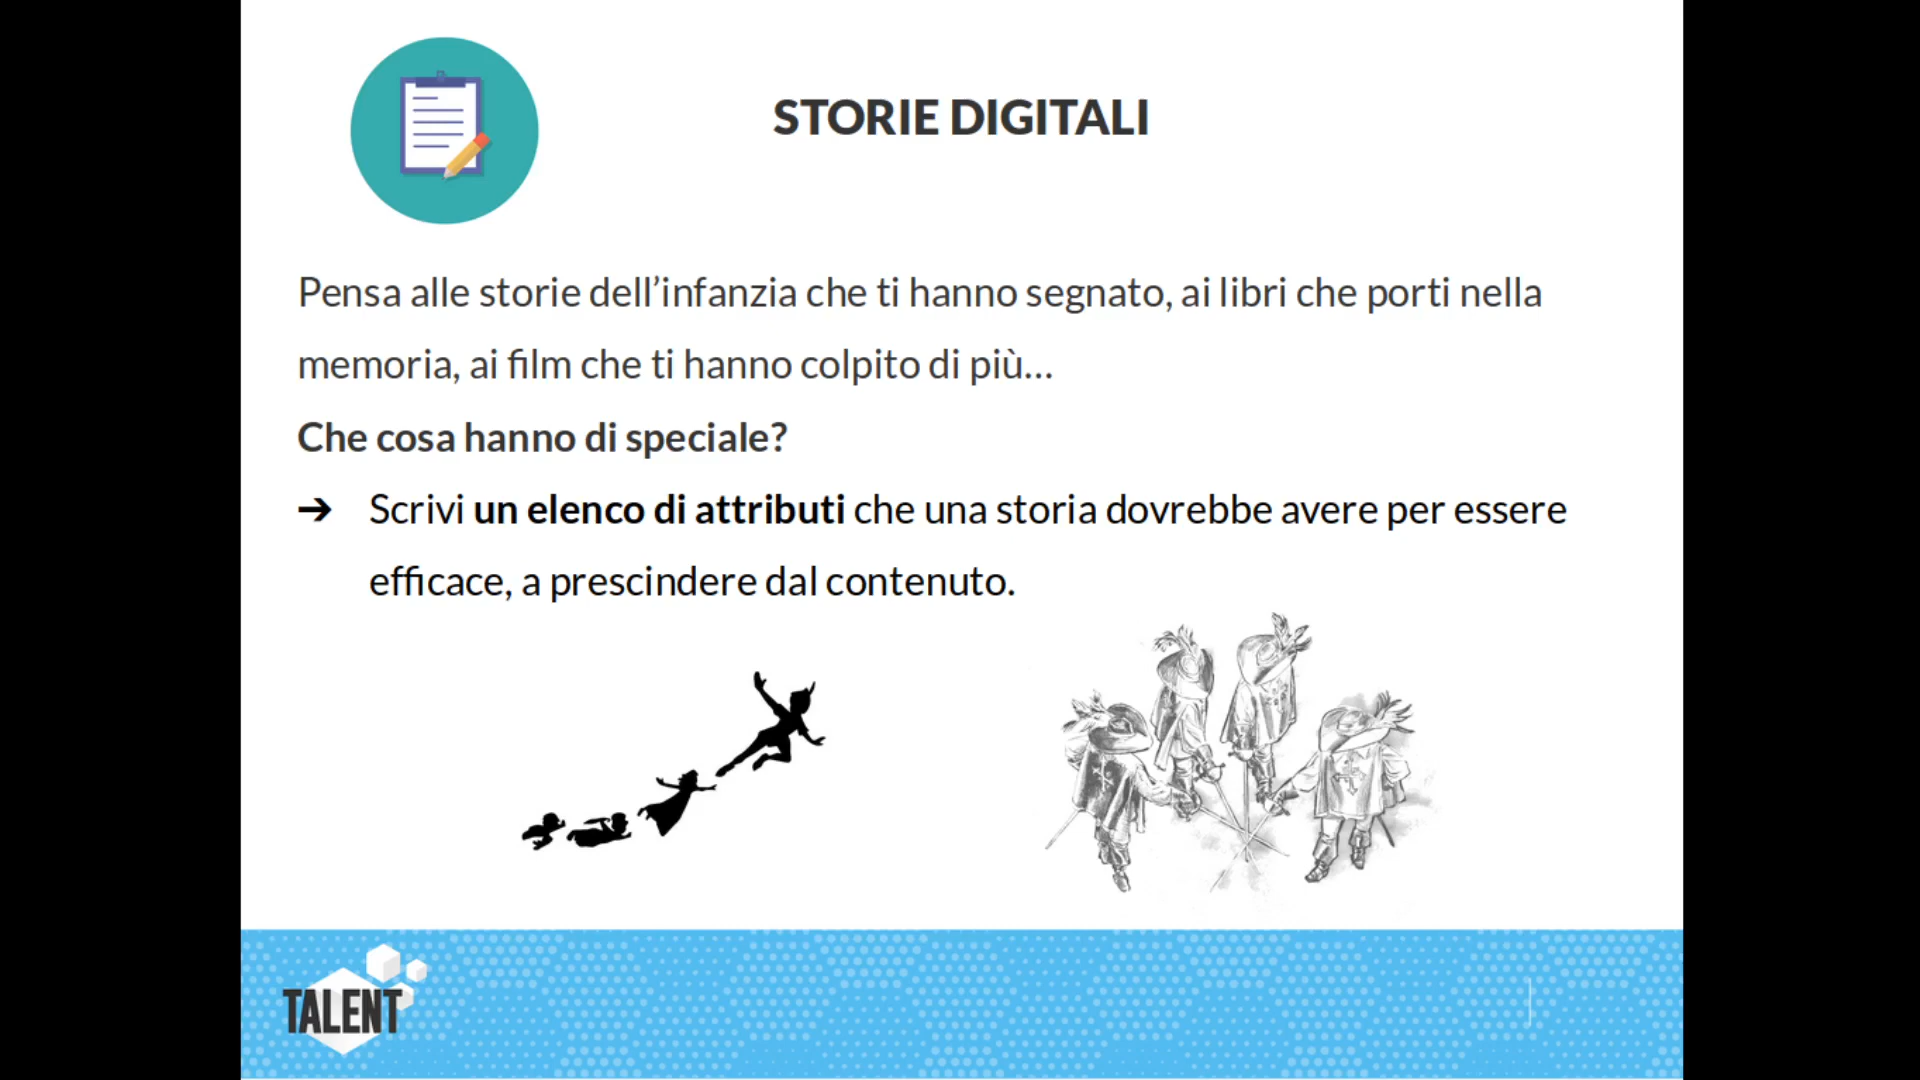 STORIE DIGITALI
Pensa alle storie dell’infanzia che ti hanno segnato, ai libri che porti nella
memoria, ai film che ti hanno colpito di più...
Che cosa hanno di speciale?
➔ Scrivi un elenco di attributi che una storia dovrebbe avere per essere
efficace, a prescindere dal contenuto.
TALENT